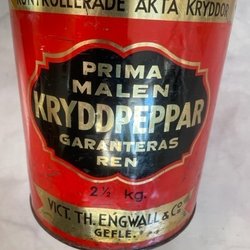 KONTROLLERADE ÄKTA KRYDDOR
PRIMA
MALEN
KRYDDPEPPAR
GARANTERAS
REN
2½ kg.
VICT. TH. ENGWALL & Co
GEFLE.